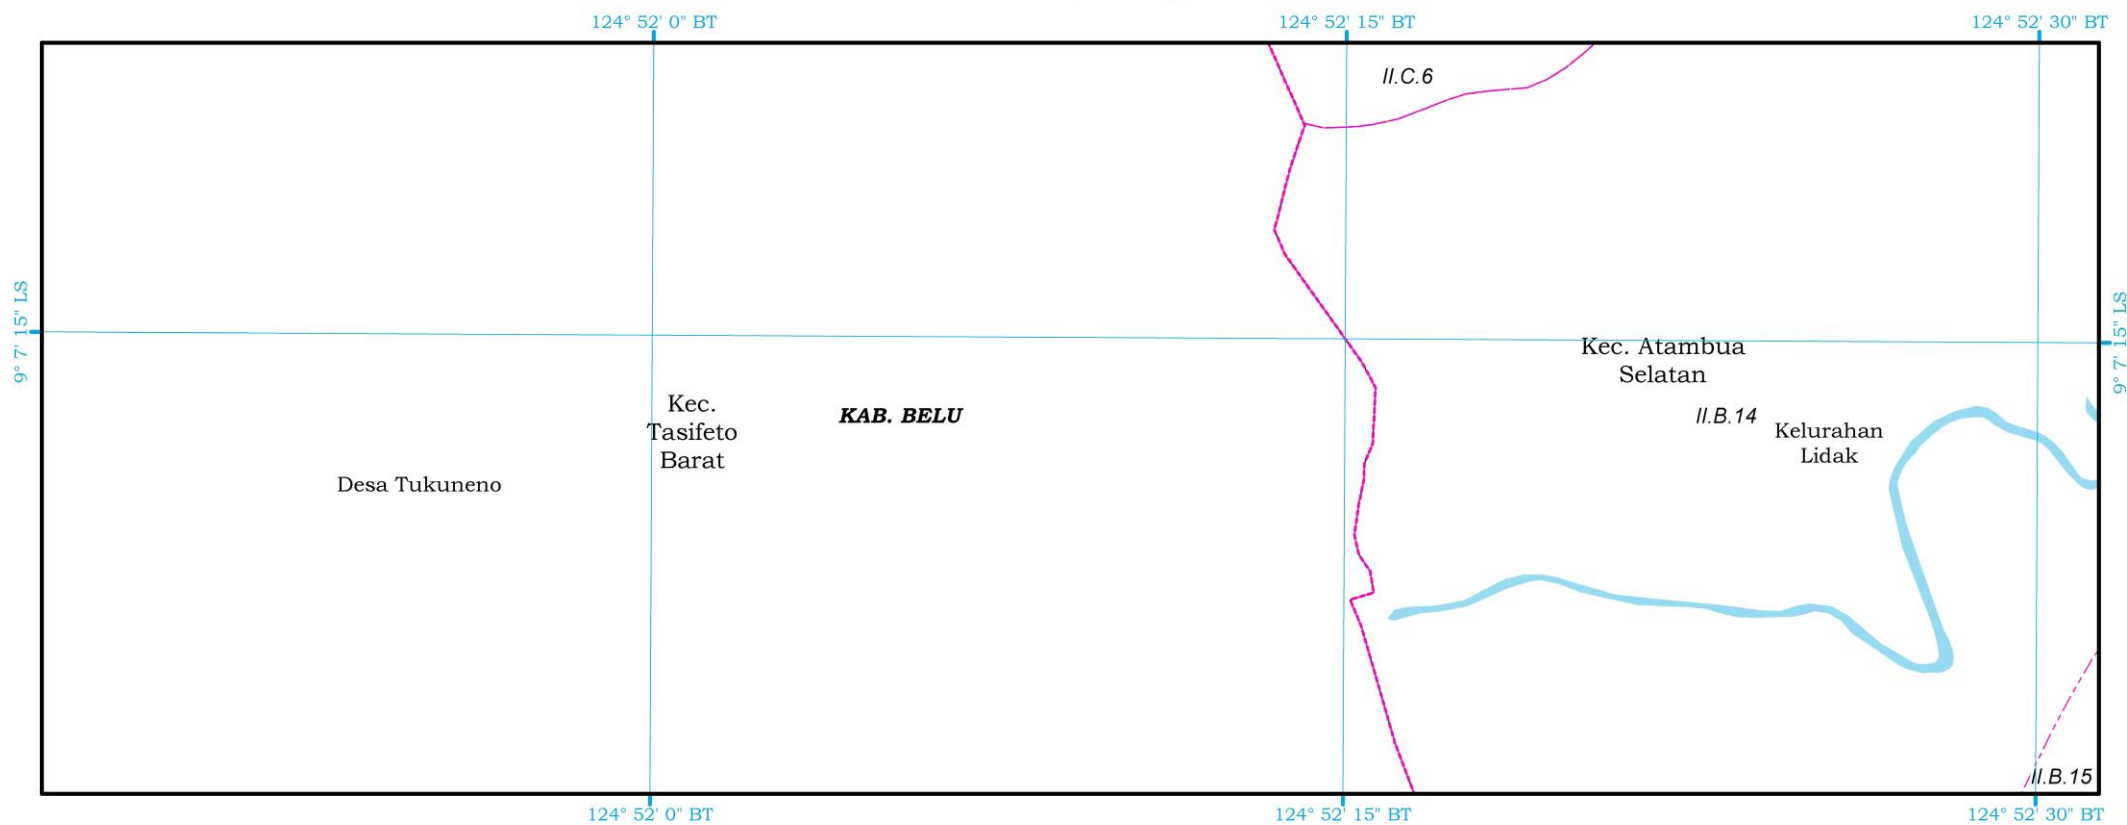 124° 52' 0" BT
124° 52' 15" BT
124° 52' 30" BT
II.C.6
9° 7' 15" LS
9° 7' 15" LS
Kec. Atambua
Selatan
Kec.
Tasifeto
Barat
KAB. BELU
II.B.14
Kelurahan
Lidak
Desa Tukuneno
II.B.15
124° 52' 0" BT
124° 52' 15" BT
124° 52' 30" BT